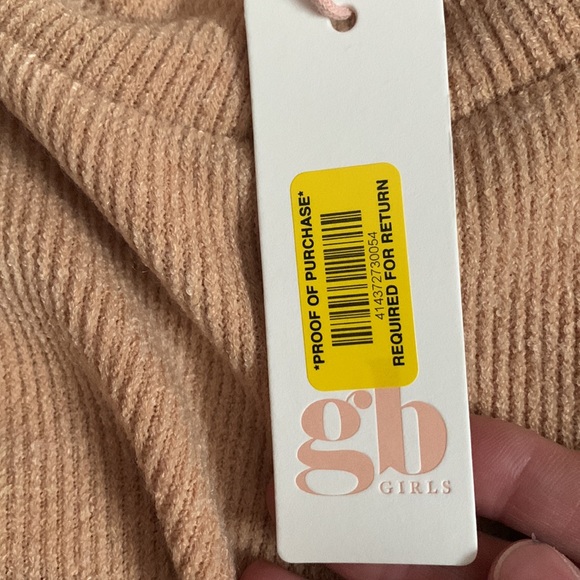 *PROOF OF PURCHASE*
414372730054
REQUIRED FOR RETURN
gb
GIRLS